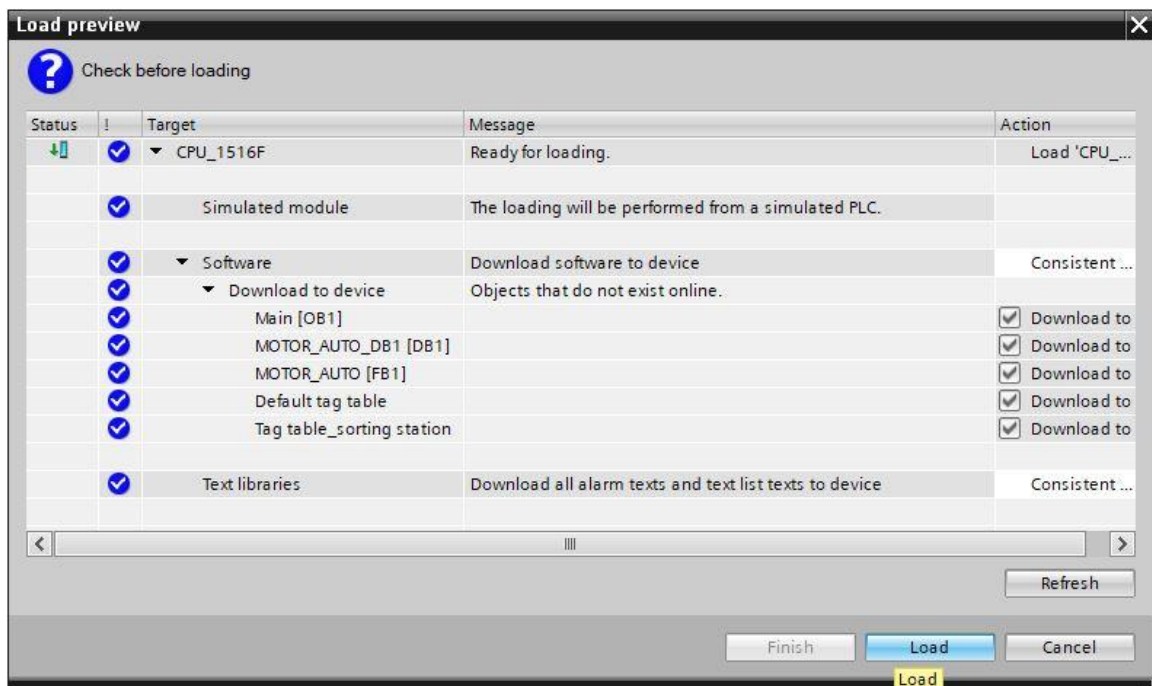 Load preview
Check before loading
Status ! Target Message Action
CPU_1516F Ready for loading. Load 'CPU_...
Simulated module The loading will be performed from a simulated PLC.
Software Download software to device Consistent ...
Download to device Objects that do not exist online.
Main [OB1] Download to
MOTOR_AUTO_DB1 [DB1] Download to
MOTOR_AUTO [FB1] Download to
Default tag table Download to
Tag table_sorting station Download to
Text libraries Download all alarm texts and text list texts to device Consistent ...
Refresh
Finish Load Cancel
Load